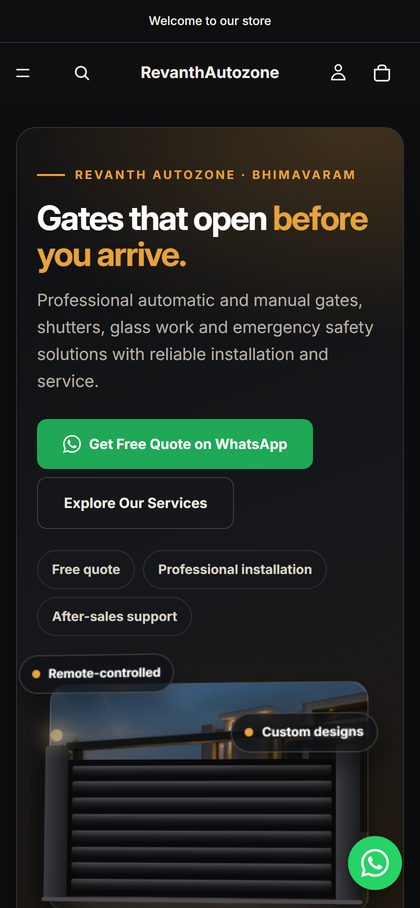 Welcome to our store
RevanthAutozone
REVANTH AUTOZONE · BHIMAVARAM
Gates that open before
you arrive.
Professional automatic and manual gates,
shutters, glass work and emergency safety
solutions with reliable installation and
service.
Get Free Quote on WhatsApp
Explore Our Services
Free quote
Professional installation
After-sales support
Remote-controlled
Custom designs